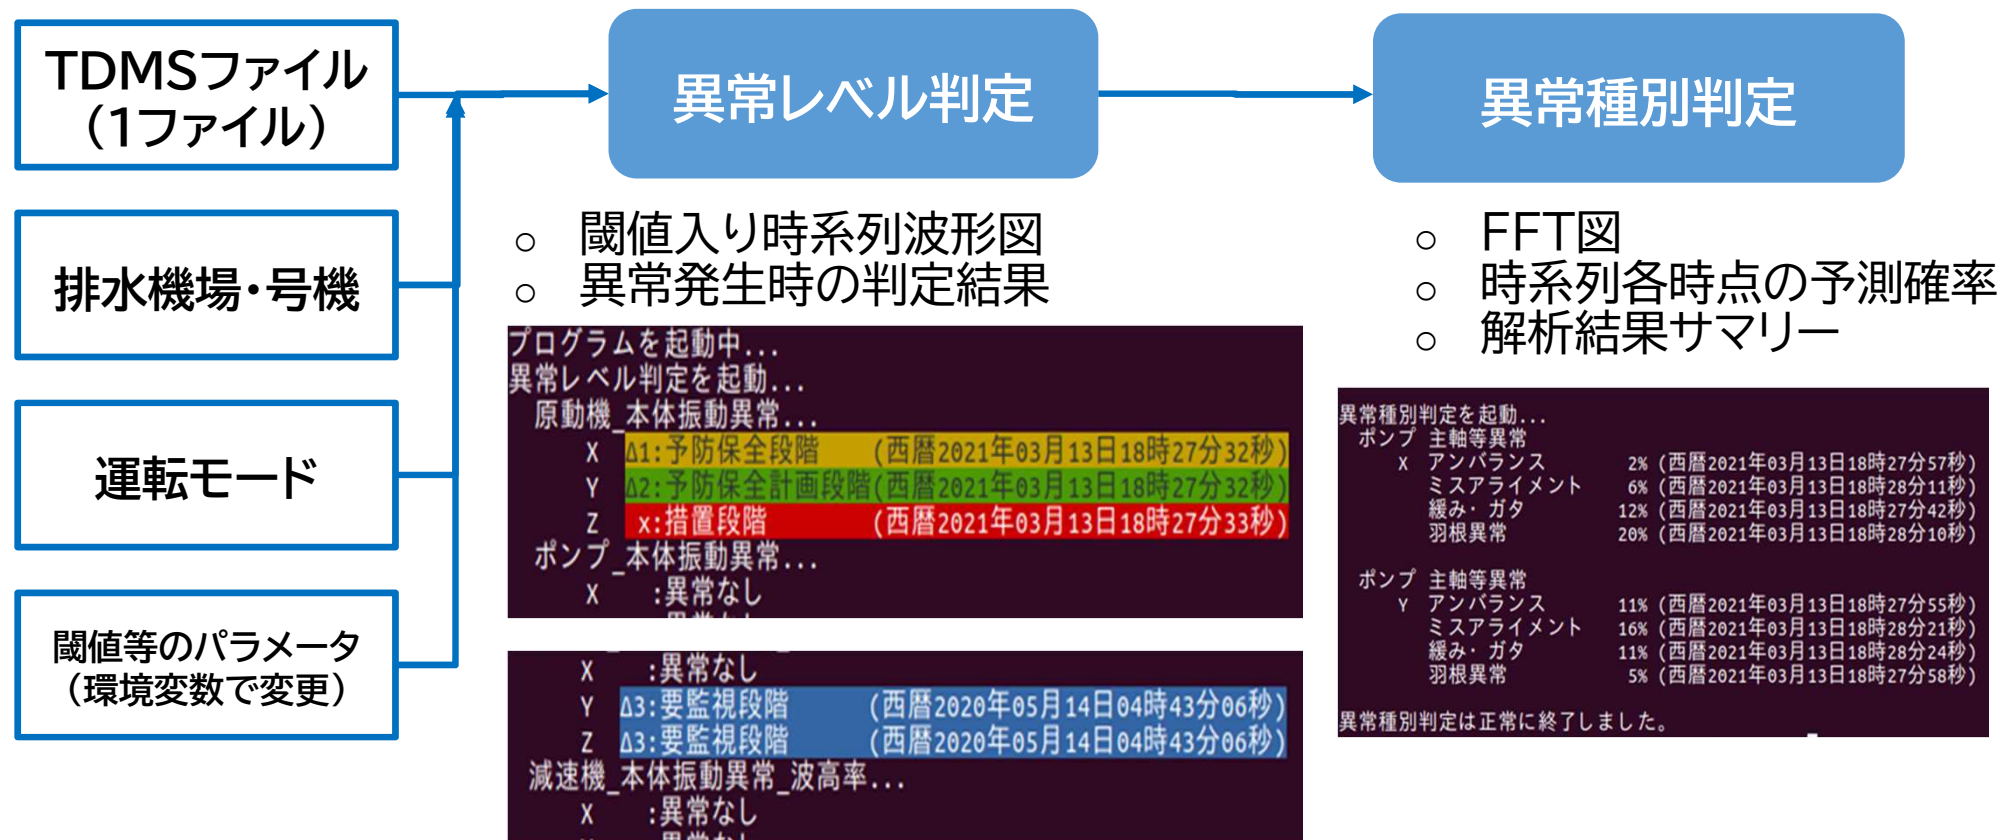 TDMSファイル
（1ファイル）
排水機場・号機
運転モード
閾値等のパラメータ
（環境変数で変更）
異常レベル判定
○ 閾値入り時系列波形図
○ 異常発生時の判定結果
プログラムを起動中...
異常レベル判定を起動...
原動機_本体振動異常...
X Δ1:予防保全段階 (西暦2021年03月13日18時27分32秒)
Y Δ2:予防保全計画段階(西暦2021年03月13日18時27分32秒)
Z x:措置段階 (西暦2021年03月13日18時27分33秒)
ポンプ_本体振動異常...
X :異常なし
X :異常なし
Y Δ3:要監視段階 (西暦2020年05月14日04時43分06秒)
Z Δ3:要監視段階 (西暦2020年05月14日04時43分06秒)
減速機_本体振動異常_波高率...
X :異常なし
異常種別判定
○ FFT図
○ 時系列各時点の予測確率
○ 解析結果サマリー
異常種別判定を起動...
ポンプ 主軸等異常
X アンバランス 2% (西暦2021年03月13日18時27分57秒)
ミスアライメント 6% (西暦2021年03月13日18時28分11秒)
緩み・ガタ 12% (西暦2021年03月13日18時27分42秒)
羽根異常 20% (西暦2021年03月13日18時28分10秒)
ポンプ 主軸等異常
Y アンバランス 11% (西暦2021年03月13日18時27分55秒)
ミスアライメント 16% (西暦2021年03月13日18時28分21秒)
緩み・ガタ 11% (西暦2021年03月13日18時28分24秒)
羽根異常 5% (西暦2021年03月13日18時27分58秒)
異常種別判定は正常に終了しました。